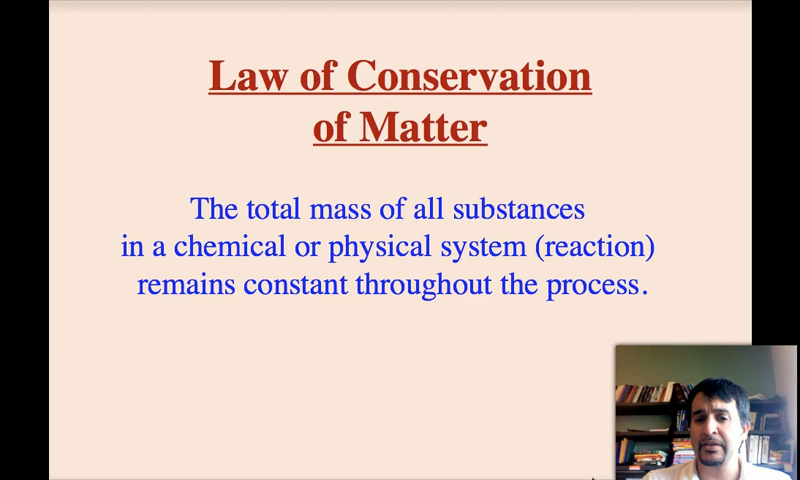 Law of Conservation
of Matter
The total mass of all substances
in a chemical or physical system (reaction)
remains constant throughout the process.